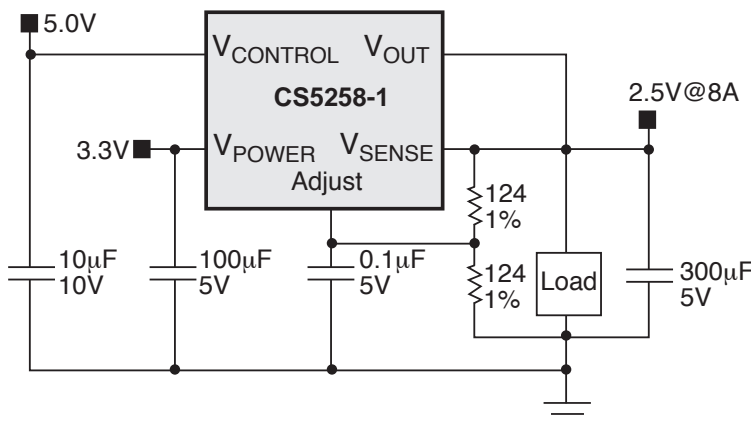 5.0V
VCONTROL VOUT
CS5258-1
2.5V@8A
3.3V
VPOWER VSENSE
Adjust
124
1%
10μF
10V
100μF
5V
0.1μF
5V
124
1%
Load
300μF
5V